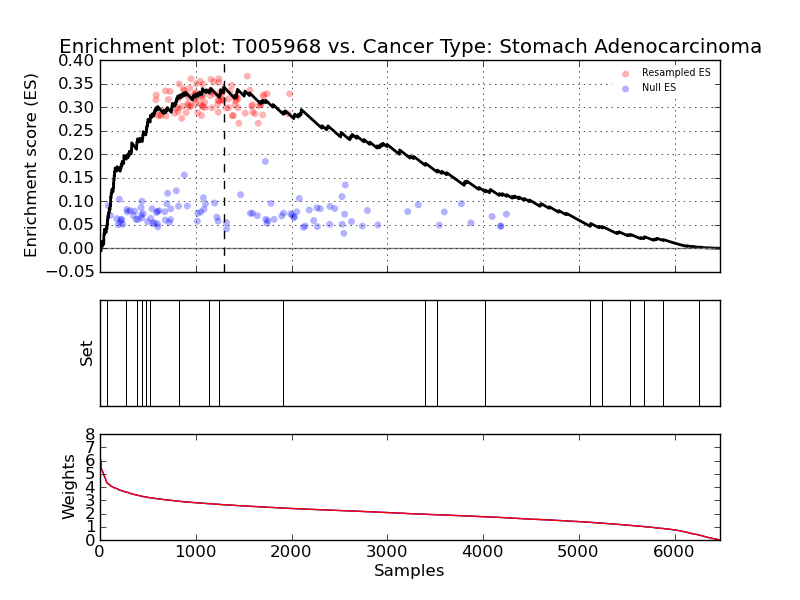 Enrichment plot: T005968 vs. Cancer Type: Stomach Adenocarcinoma
Enrichment score (ES)
0.40
0.35
0.30
0.25
0.20
0.15
0.10
0.05
0.00
−0.05
Resampled ES
Null ES
Set
Weights
8
7
6
5
4
3
2
1
0
0 1000 2000 3000 4000 5000 6000
Samples